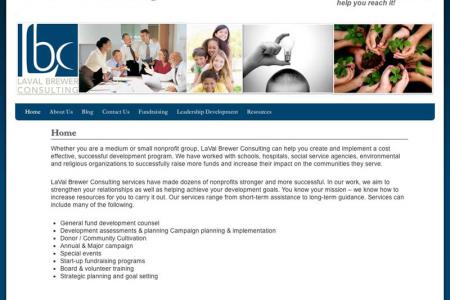 help you reach it!
lbc
LAVAL BREWER
CONSULTING
Home About Us Blog Contact Us Fundraising Leadership Development Resources
Home
Whether you are a medium or small nonprofit group, LaVal Brewer Consulting can help you create and implement a cost
effective, successful development program. We have worked with schools, hospitals, social service agencies, environmental
and religious organizations to successfully raise more funds and increase their impact on the communities they serve.
LaVal Brewer Consulting services have made dozens of nonprofits stronger and more successful. In our work, we aim to
strengthen your relationships as well as helping achieve your development goals. You know your mission – we know how to
increase resources for you to carry it out. Our services range from short-term assistance to long-term guidance. Services can
include many of the following.
General fund development counsel
Development assessments & planning Campaign planning & implementation
Donor / Community Cultivation
Annual & Major campaign
Special events
Start-up fundraising programs
Board & volunteer training
Strategic planning and goal setting